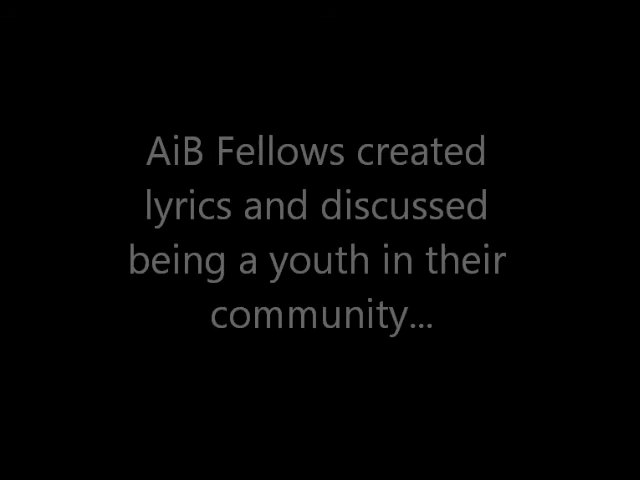 AiB Fellows created
lyrics and discussed
being a youth in their
community...